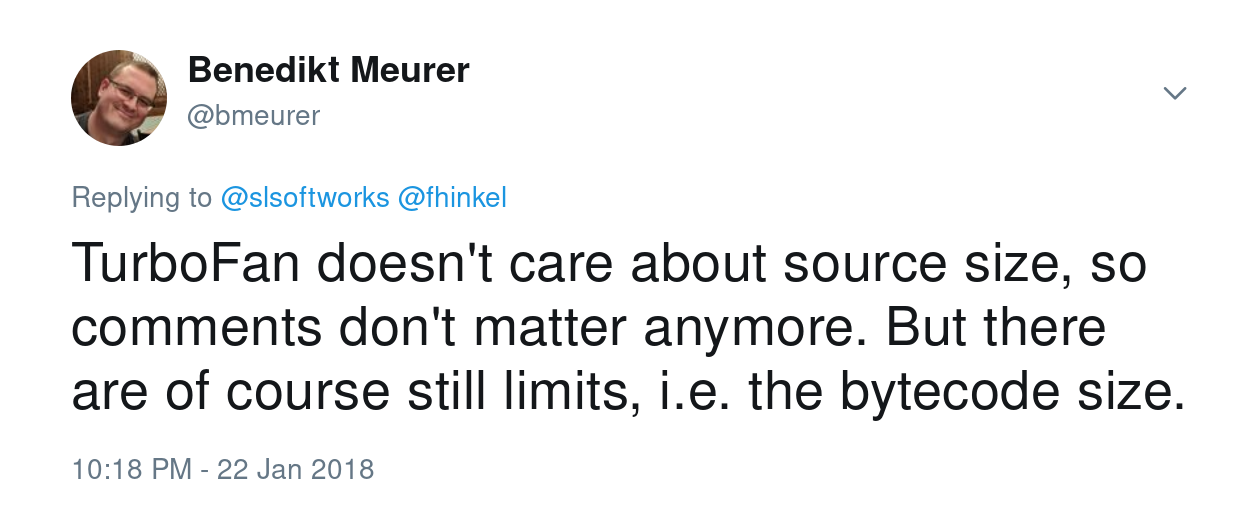 Benedikt Meurer
@bmeurer
Replying to @slsoftworks @fhinkel
TurboFan doesn't care about source size, so
comments don't matter anymore. But there
are of course still limits, i.e. the bytecode size.
10:18 PM - 22 Jan 2018